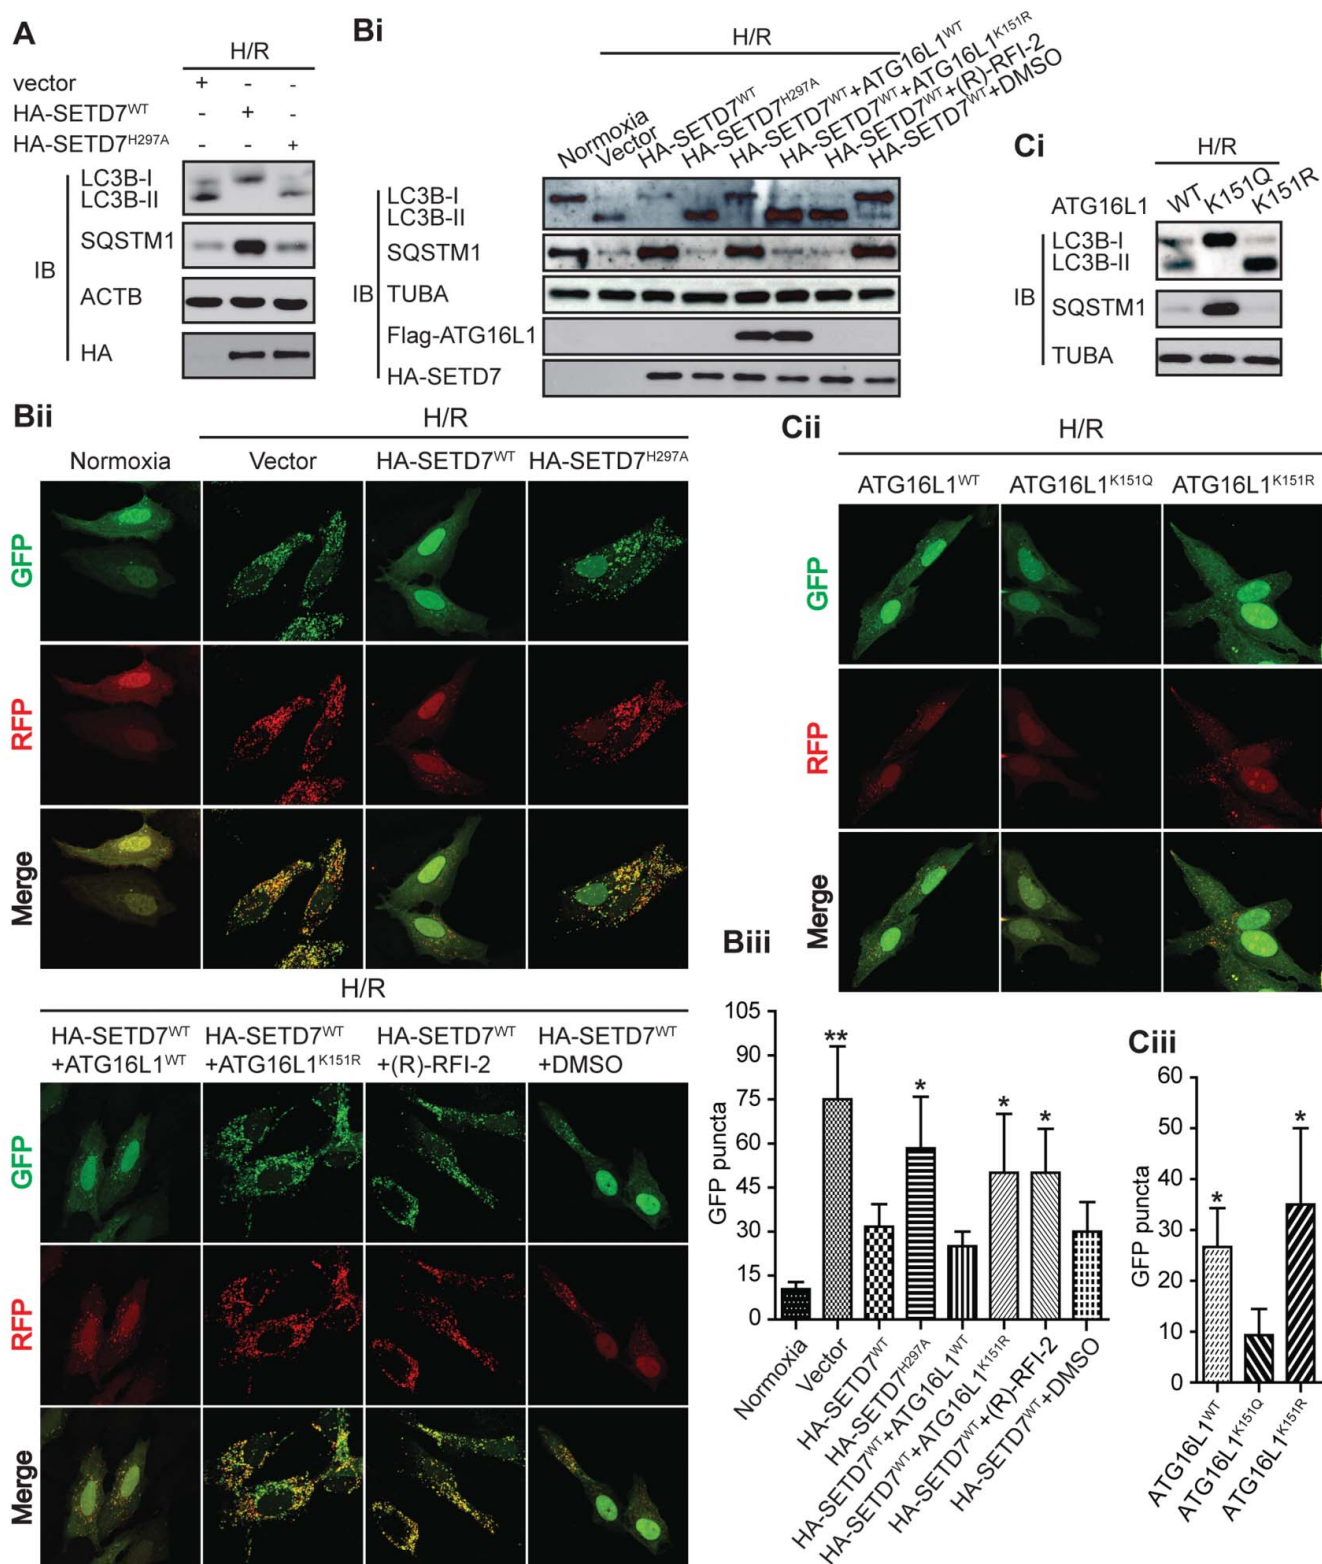 A
H/R
vector + - -
HA-SETD7WT - + -
HA-SETD7H297A - - +
IB
LC3B-I
LC3B-II
SQSTM1
ACTB
HA
Bi
H/R
Normoxia
Vector
HA-SETD7WT
HA-SETD7H297A
HA-SETD7WT+ATG16L1WT
HA-SETD7WT+ATG16L1K151R
HA-SETD7WT+(R)-RFI-2
HA-SETD7WT+DMSO
IB
LC3B-I
LC3B-II
SQSTM1
TUBA
Flag-ATG16L1
HA-SETD7
Ci
H/R
ATG16L1 WT K151Q K151R
IB
LC3B-I
LC3B-II
SQSTM1
TUBA
Bii
H/R
Normoxia Vector HA-SETD7WT HA-SETD7H297A
GFP
RFP
Merge
H/R
HA-SETD7WT HA-SETD7WT HA-SETD7WT HA-SETD7WT
+ATG16L1WT +ATG16L1K151R +(R)-RFI-2 +DMSO
GFP
RFP
Merge
Cii
H/R
ATG16L1WT ATG16L1K151Q ATG16L1K151R
GFP
RFP
Merge
Biii
GFP puncta
105
90
75
60
45
30
15
0
** * * *
Normoxia
Vector
HA-SETD7WT
HA-SETD7H297A
HA-SETD7WT+ATG16L1WT
HA-SETD7WT+ATG16L1K151R
HA-SETD7WT+(R)-RFI-2
HA-SETD7WT+DMSO
Ciii
GFP puncta
60
50
40
30
20
10
0
* *
ATG16L1WT
ATG16L1K151Q
ATG16L1K151R